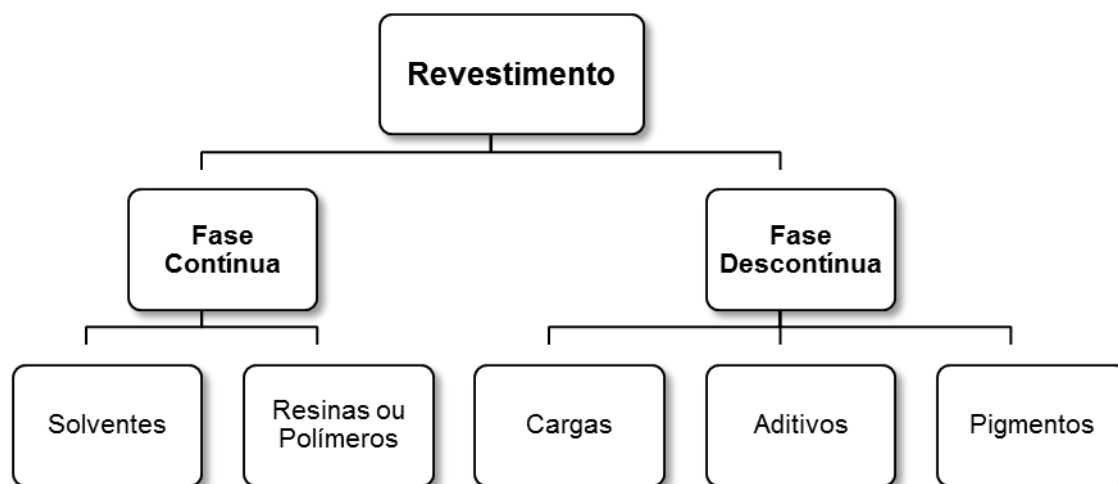 Revestimento
Fase
Contínua
Fase
Descontínua
Solventes
Resinas ou
Polímeros
Cargas
Aditivos
Pigmentos